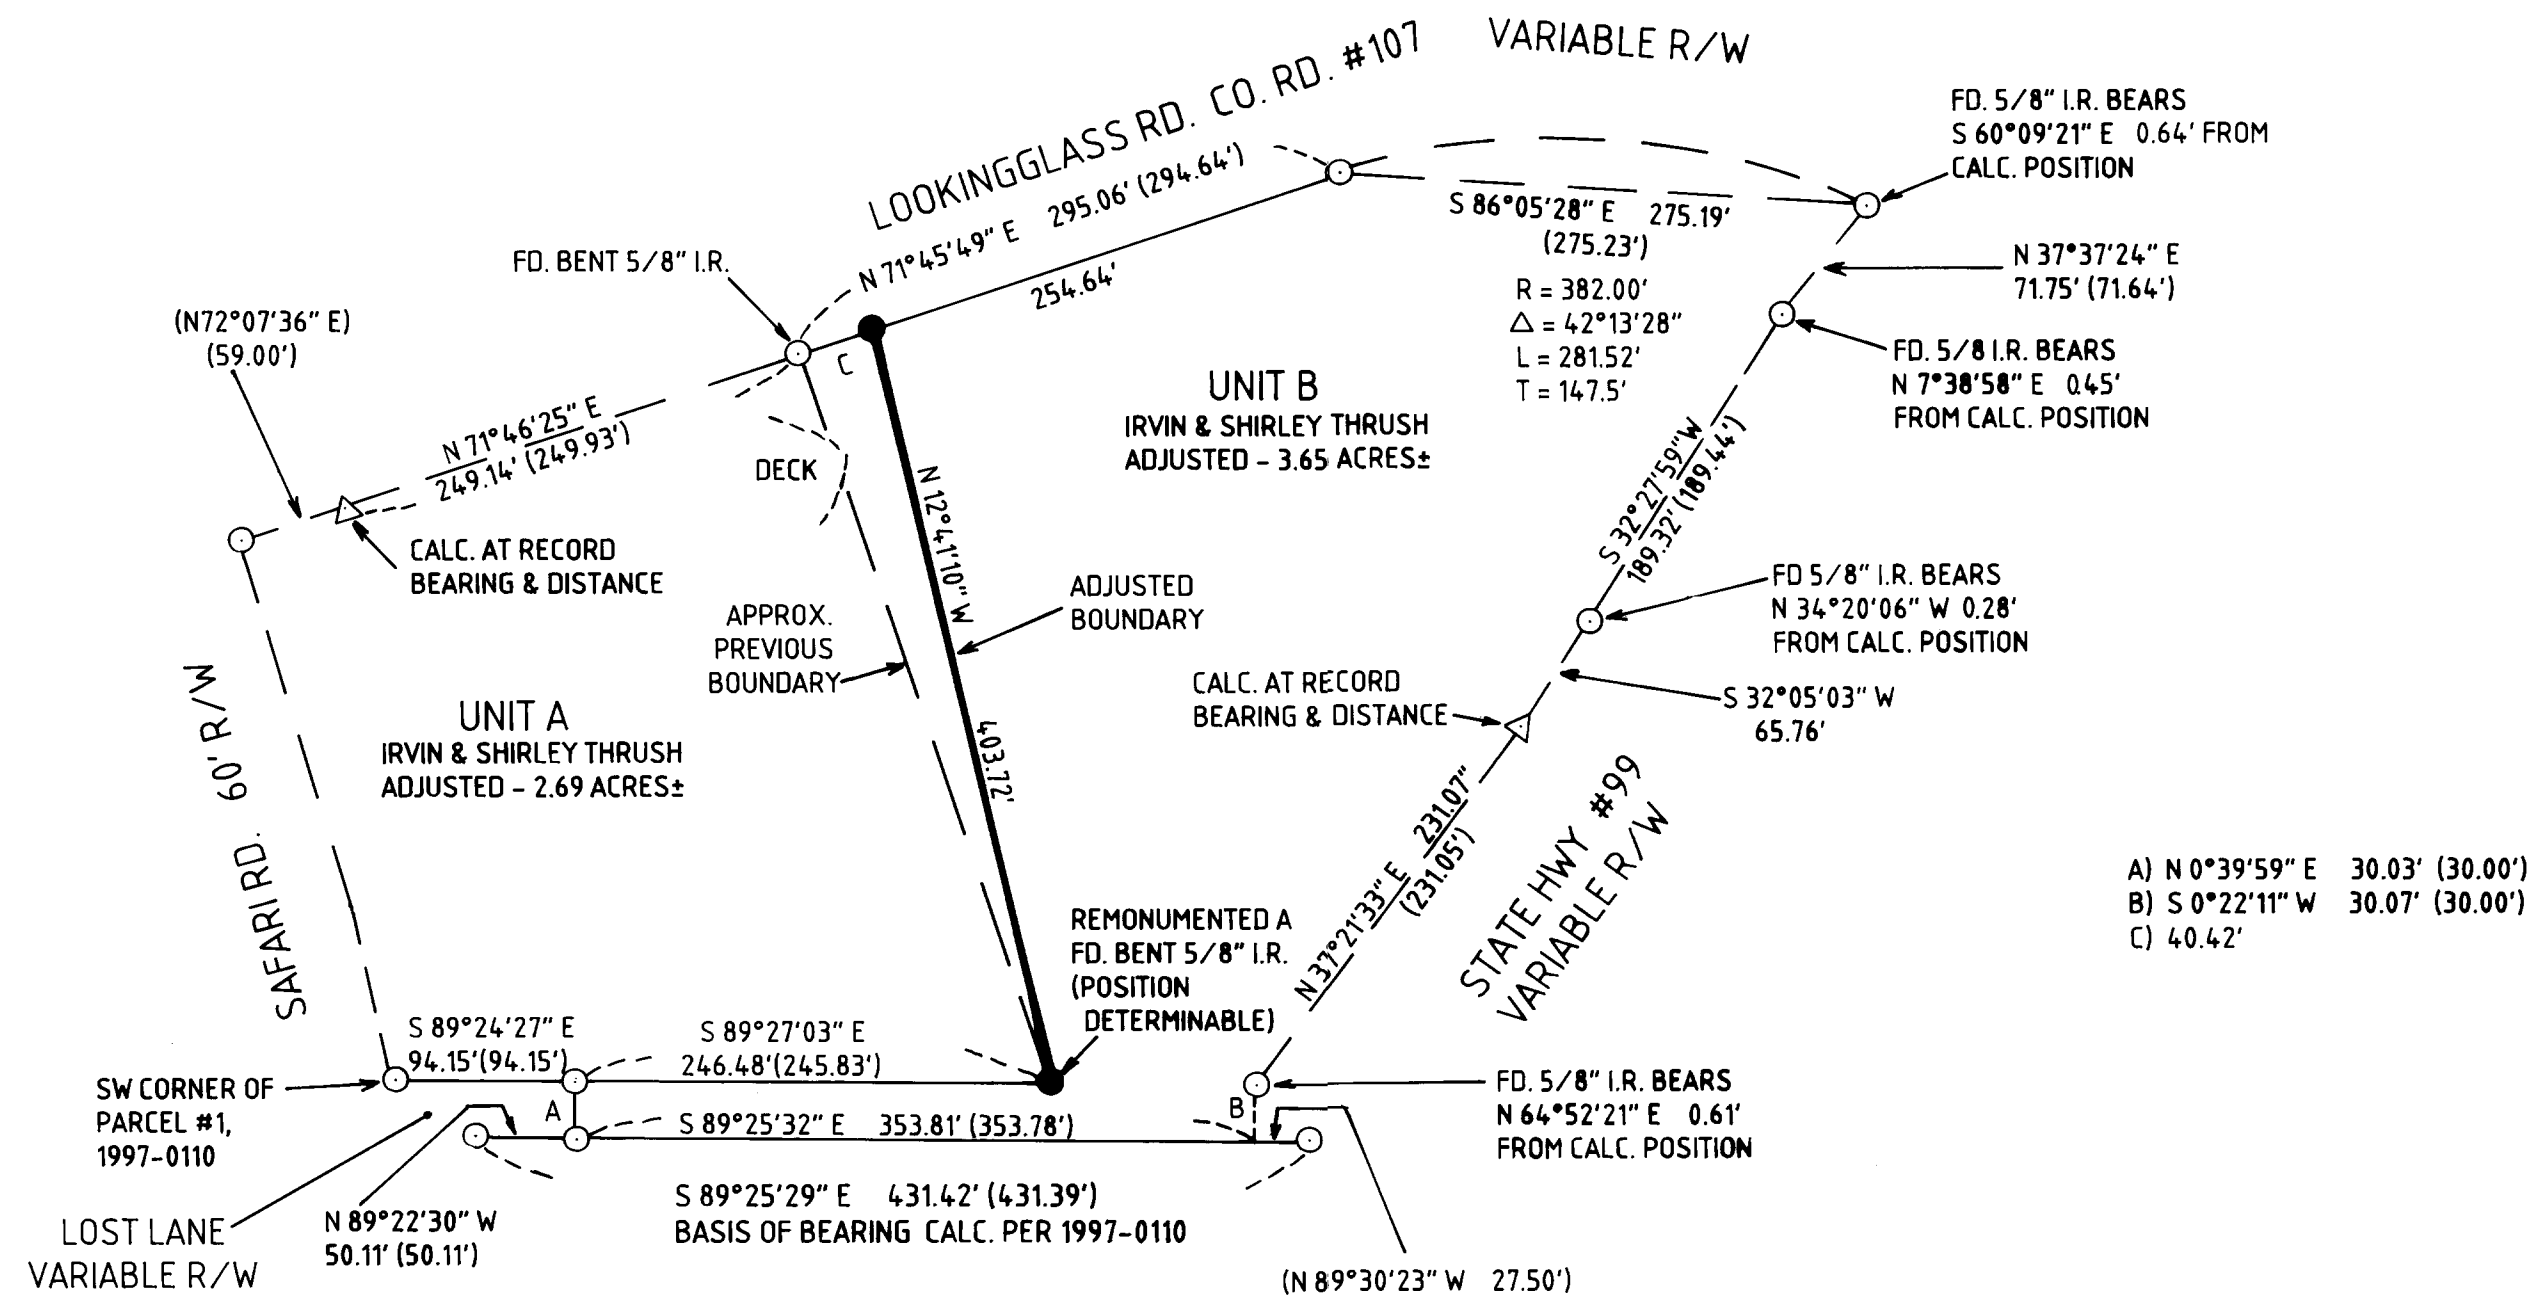 LOOKINGGLASS RD. CO. RD. #107
VARIABLE R/W
FD. 5/8" I.R. BEARS
S 60°09'21" E 0.64' FROM
CALC. POSITION
N 71°45'49" E 295.06' (294.64')
254.64'
S 86°05'28" E 275.19'
(275.23')
R = 382.00'
△ = 42°13'28"
L = 281.52'
T = 147.5'
N 37°37'24" E
71.75' (71.64')
FD. BENT 5/8" I.R.
(N72°07'36" E)
(59.00')
C
FD. 5/8 I.R. BEARS
N 7°38'58" E 0.45'
FROM CALC. POSITION
UNIT B
IRVIN & SHIRLEY THRUSH
ADJUSTED - 3.65 ACRES±
N 71°46'25" E
249.14' (249.93')
DECK
S 32°27'59" W
189.32' (189.44')
N 12°41'10" W
403.72'
CALC. AT RECORD
BEARING & DISTANCE
ADJUSTED
BOUNDARY
APPROX.
PREVIOUS
BOUNDARY
FD 5/8" I.R. BEARS
N 34°20'06" W 0.28'
FROM CALC. POSITION
CALC. AT RECORD
BEARING & DISTANCE
S 32°05'03" W
65.76'
UNIT A
IRVIN & SHIRLEY THRUSH
ADJUSTED - 2.69 ACRES±
SAFARI RD. 60' R/W
N 37°21'33" E 231.07"
(231.05')
STATE HWY #99
VARIABLE R/W
A) N 0°39'59" E 30.03' (30.00')
B) S 0°22'11" W 30.07' (30.00')
C) 40.42'
REMONUMENTED A
FD. BENT 5/8" I.R.
(POSITION
DETERMINABLE)
S 89°24'27" E
94.15'(94.15')
S 89°27'03" E
246.48'(245.83')
SW CORNER OF
PARCEL #1,
1997-0110
A
B
S 89°25'32" E 353.81' (353.78')
FD. 5/8" I.R. BEARS
N 64°52'21" E 0.61'
FROM CALC. POSITION
S 89°25'29" E 431.42' (431.39')
BASIS OF BEARING CALC. PER 1997-0110
LOST LANE
VARIABLE R/W
N 89°22'30" W
50.11' (50.11')
(N 89°30'23" W 27.50')